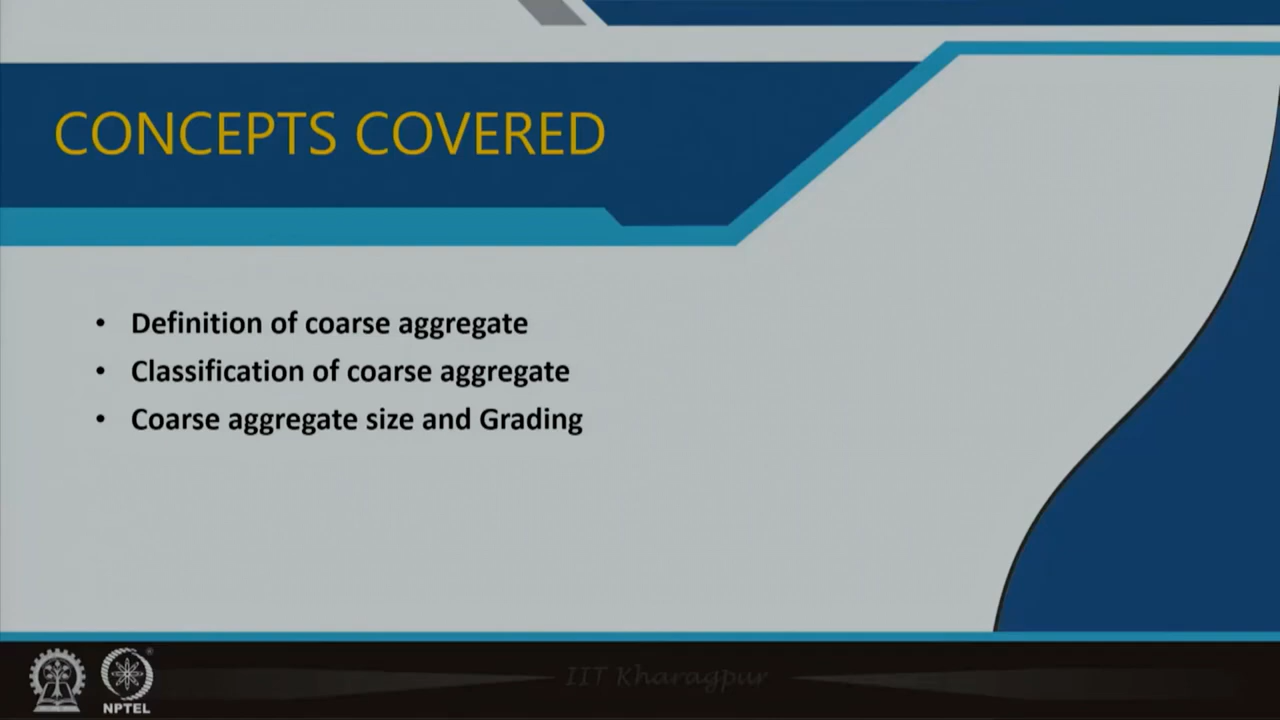 CONCEPTS COVERED
• Definition of coarse aggregate
• Classification of coarse aggregate
• Coarse aggregate size and Grading
IIT Kharagpur
NPTEL